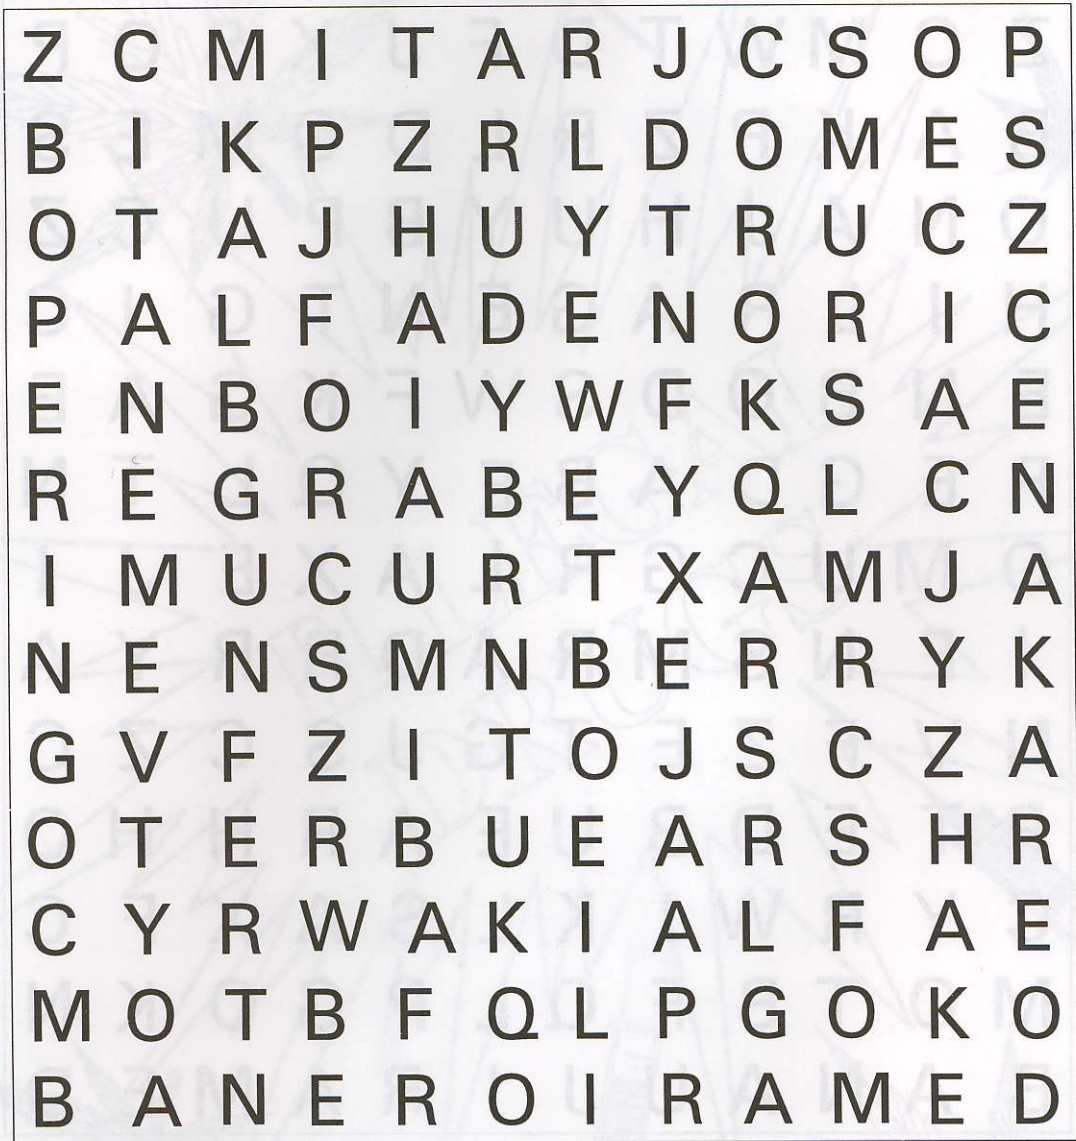 Z C M I T A R J C S O P
B I K P Z R L D O M E S
O T A J H U Y T R U C Z
P A L F A D E N O R I C
E N B O I Y W F K S A E
R E G R A B E Y Q L C N
I M U C U R T X A M J A
N E N S M N B E R R Y K
G V F Z I T O J S C Z A
O T E R B U E A R S H R
C Y R W A K I A L F A E
M O T B F Q L P G O K O
B A N E R O I R A M E D